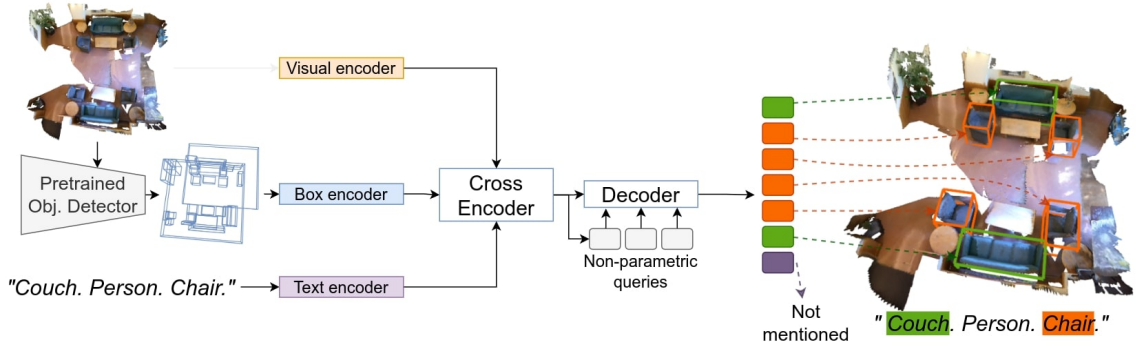 Visual encoder
Pretrained
Obj. Detector
Box encoder
Cross
Encoder
Decoder
Non-parametric
queries
"Couch. Person. Chair."
Text encoder
Not
mentioned
" Couch. Person. Chair."